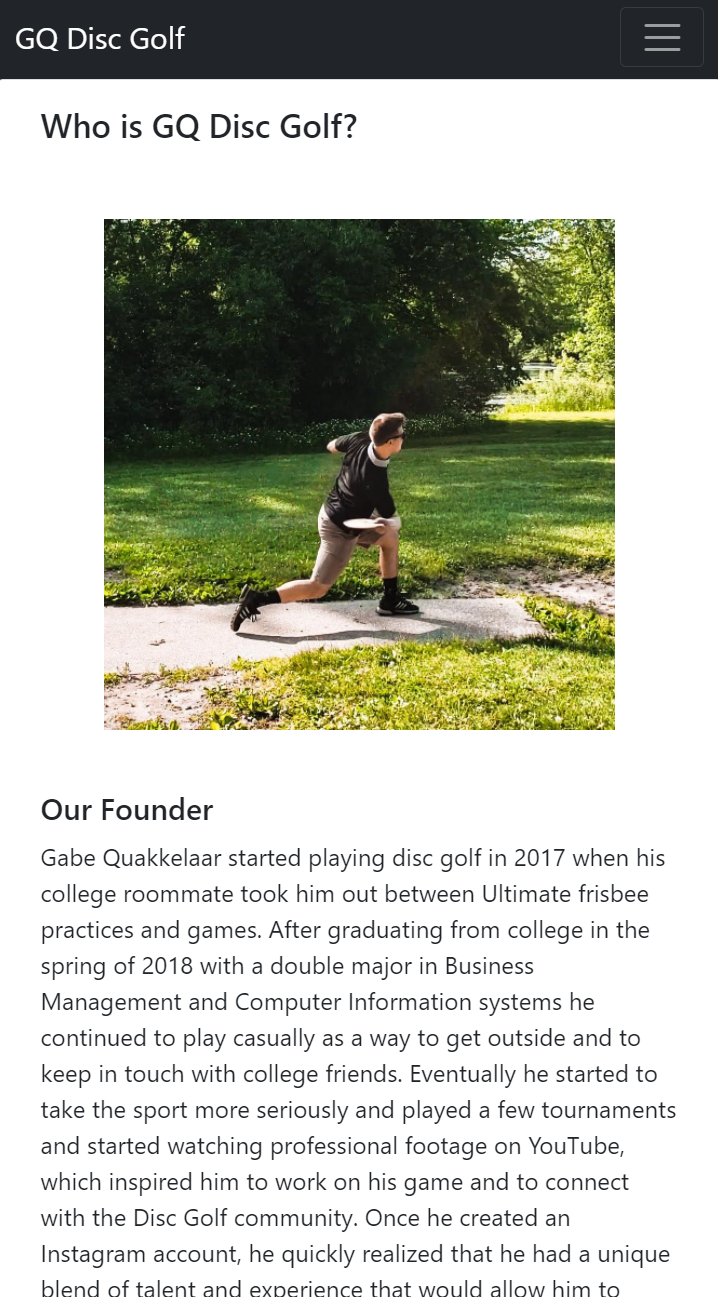 GQ Disc Golf
Who is GQ Disc Golf?
Our Founder
Gabe Quakkelaar started playing disc golf in 2017 when his
college roommate took him out between Ultimate frisbee
practices and games. After graduating from college in the
spring of 2018 with a double major in Business
Management and Computer Information systems he
continued to play casually as a way to get outside and to
keep in touch with college friends. Eventually he started to
take the sport more seriously and played a few tournaments
and started watching professional footage on YouTube,
which inspired him to work on his game and to connect
with the Disc Golf community. Once he created an
Instagram account, he quickly realized that he had a unique
blend of talent and experience that would allow him to